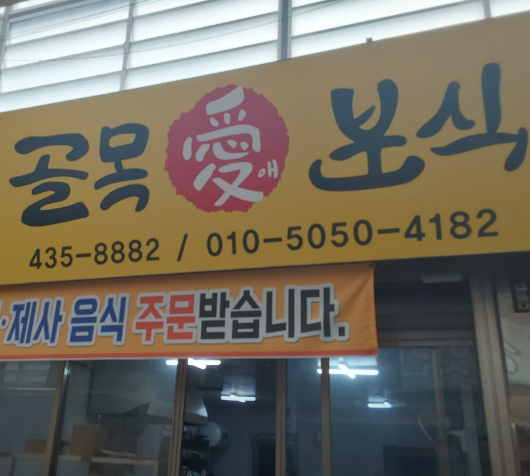 골목 愛애 분식
435-8882 / 010-5050-4182
·제사 음식 주문받습니다.